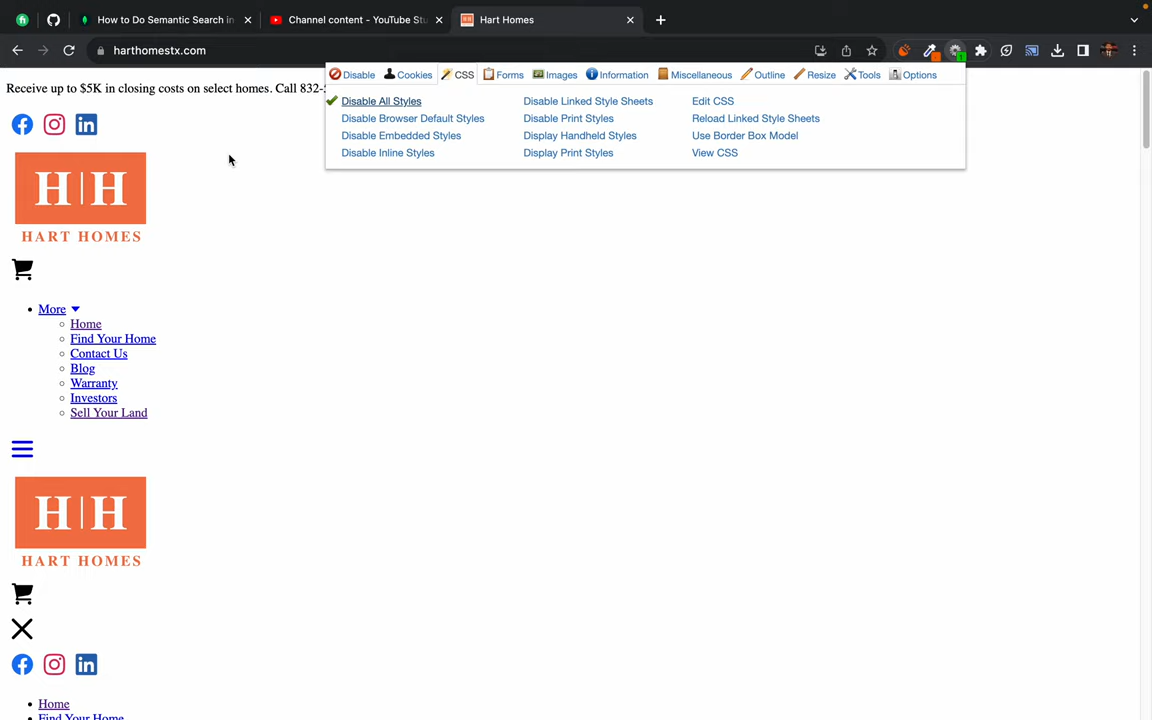 How to Do Semantic Search in
Channel content - YouTube Stu
Hart Homes
harthomestx.com
Disable Cookies CSS Forms Images Information Miscellaneous Outline Resize Tools Options
Disable All Styles Disable Linked Style Sheets Edit CSS
Disable Browser Default Styles Disable Print Styles Reload Linked Style Sheets
Disable Embedded Styles Display Handheld Styles Use Border Box Model
Disable Inline Styles Display Print Styles View CSS
Receive up to $5K in closing costs on select homes. Call 832-
H|H
HART HOMES
More
Home
Find Your Home
Contact Us
Blog
Warranty
Investors
Sell Your Land
H|H
HART HOMES
Home
Find Your Home